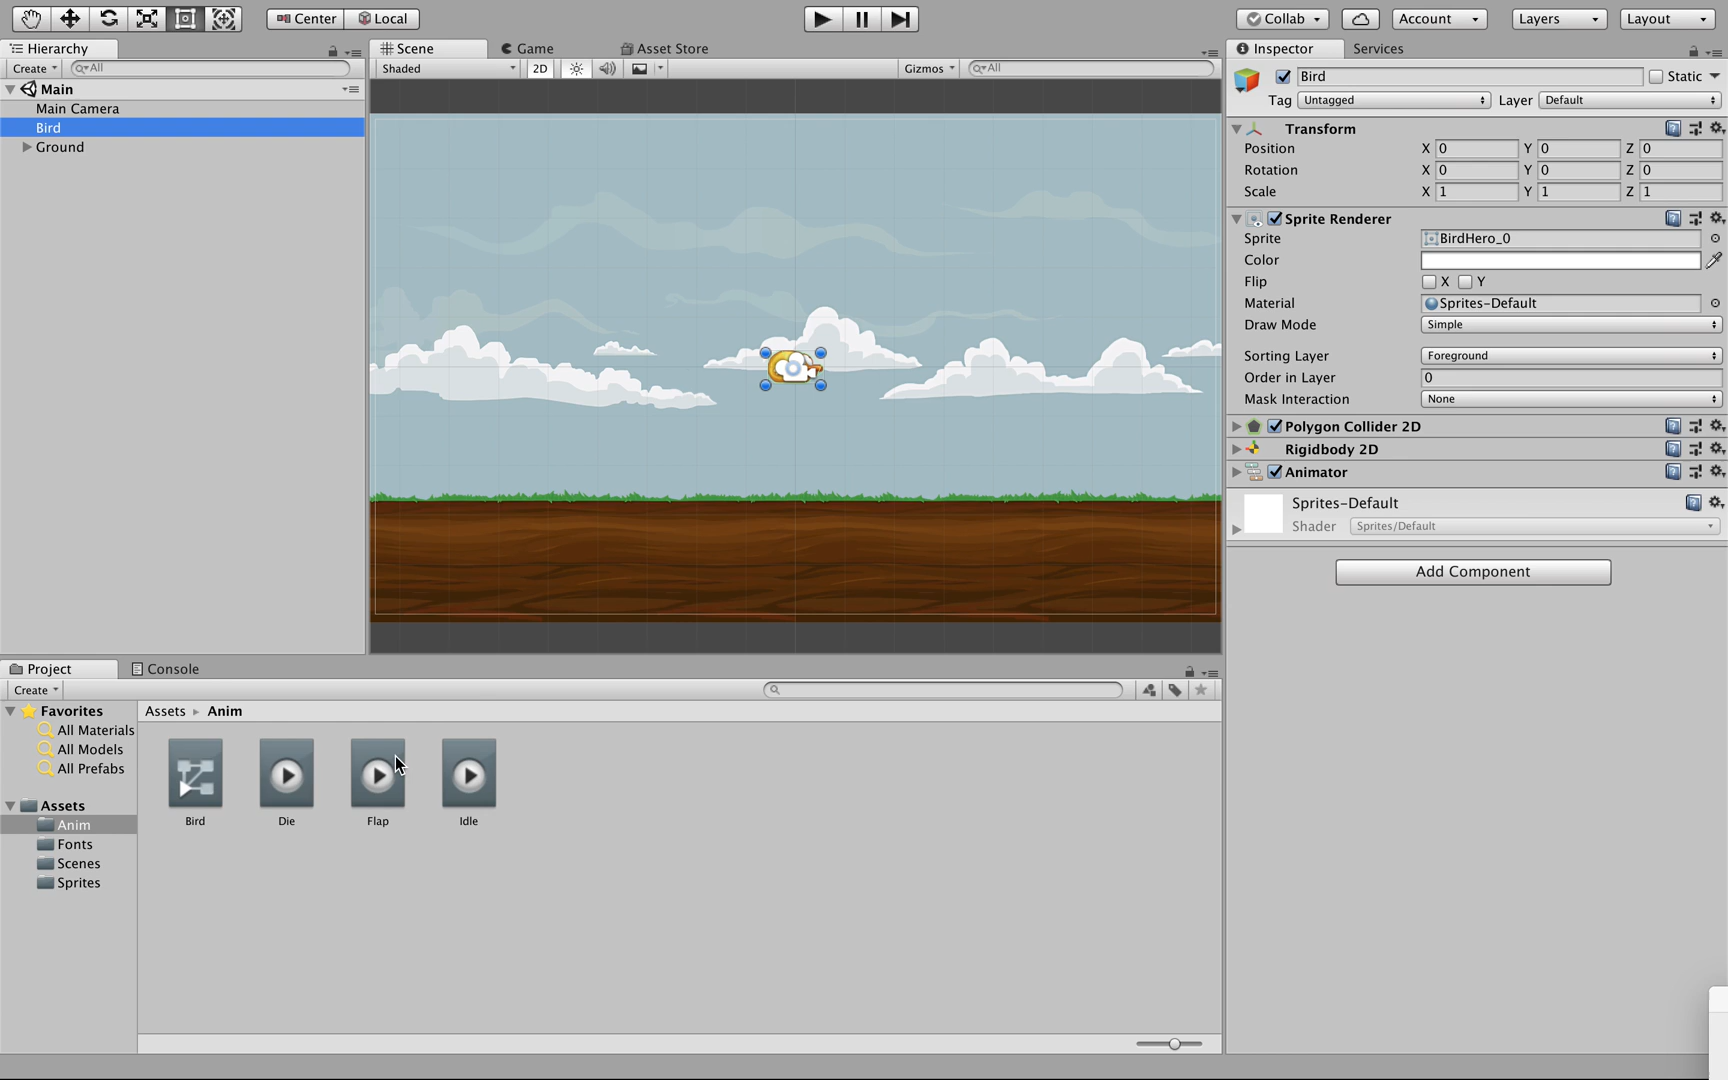 Center Local Collab Account Layers Layout
Hierarchy Scene Game Asset Store Inspector Services
Create All Shaded 2D Gizmos All
Main
Main Camera
Bird
Ground
Bird Static
Tag Untagged Layer Default
Transform
Position X 0 Y 0 Z 0
Rotation X 0 Y 0 Z 0
Scale X 1 Y 1 Z 1
Sprite Renderer
Sprite BirdHero_0
Color
Flip X Y
Material Sprites-Default
Draw Mode Simple
Sorting Layer Foreground
Order in Layer 0
Mask Interaction None
Polygon Collider 2D
Rigidbody 2D
Animator
Sprites-Default
Shader Sprites/Default
Add Component
Project Console
Create
Favorites
All Materials
All Models
All Prefabs
Assets
Anim
Fonts
Scenes
Sprites
Assets Anim
Bird Die Flap Idle